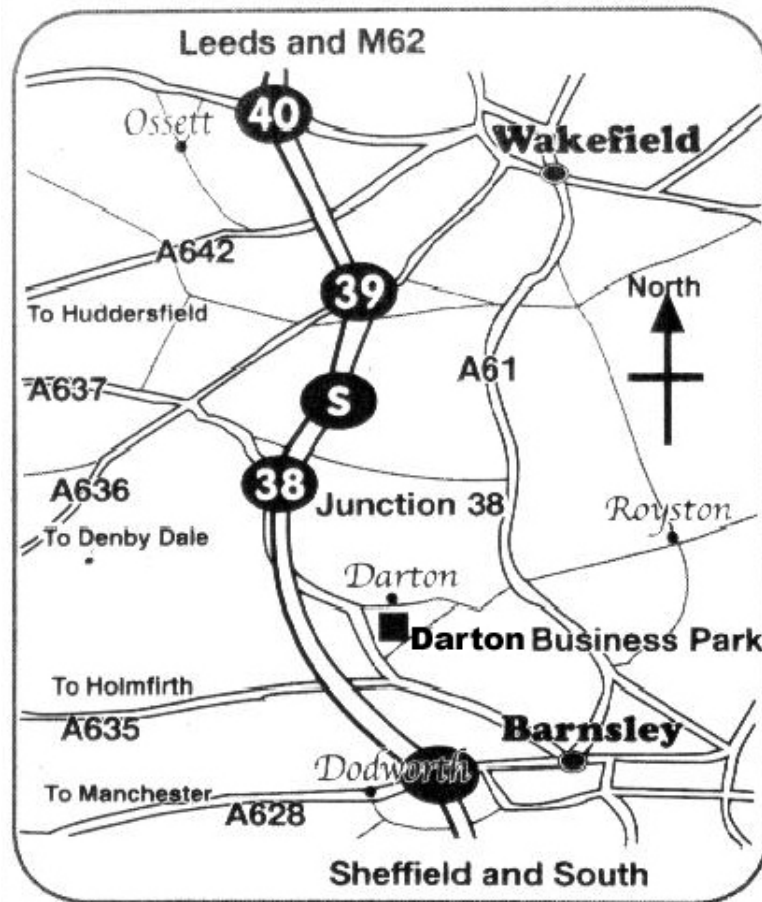 Leeds and M62
40
Ossett
Wakefield
A642
39
North
To Huddersfield
A61
A637
S
38
Junction 38
A636
Royston
To Denby Dale
Darton
Darton Business Park
To Holmfirth
A635
Barnsley
Dodworth
To Manchester
A628
Sheffield and South